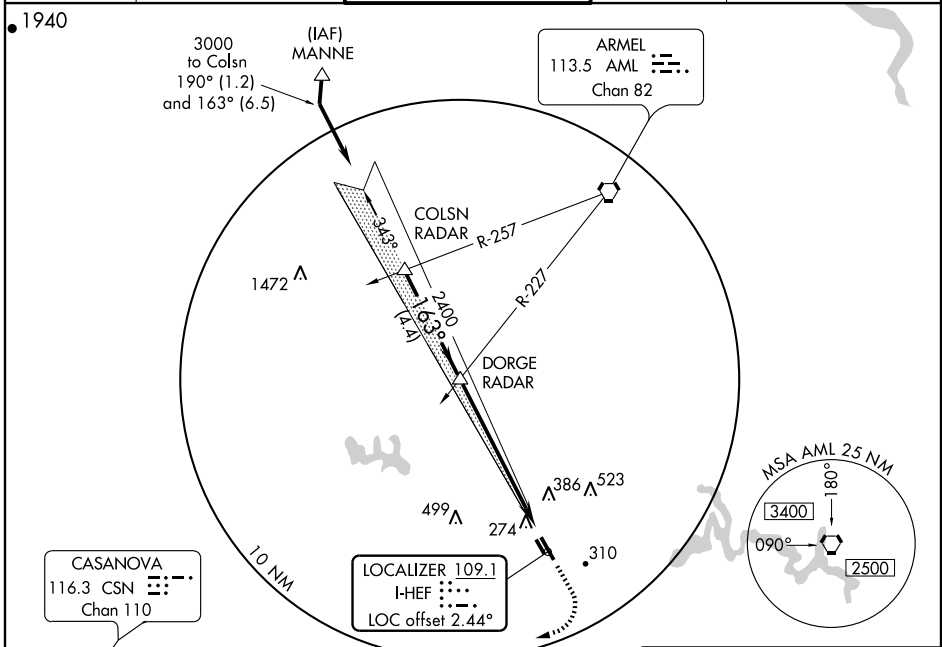 1940
3000
to Colsn
190° (1.2)
and 163° (6.5)
(IAF)
MANNE
ARMEL
113.5 AML
Chan 82
343°
COLSN
RADAR
R-257
R-227
1472
2400
163°
(4.4)
DORGE
RADAR
386
523
499
274
310
10 NM
LOCALIZER 109.1
I-HEF
LOC offset 2.44°
CASANOVA
116.3 CSN
Chan 110
MSA AML 25 NM
180°
3400
090°
2500